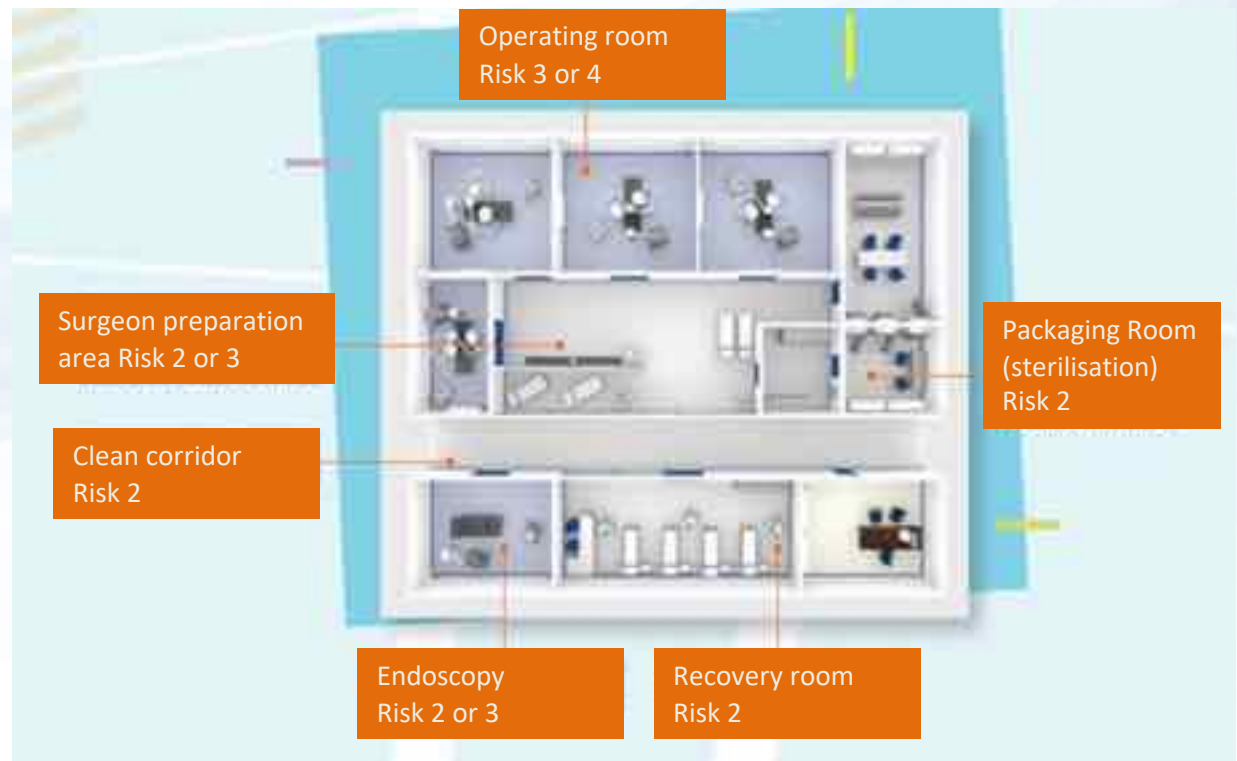 Operating room
Risk 3 or 4
Surgeon preparation
area Risk 2 or 3
Packaging Room
(sterilisation)
Risk 2
Clean corridor
Risk 2
Endoscopy
Risk 2 or 3
Recovery room
Risk 2